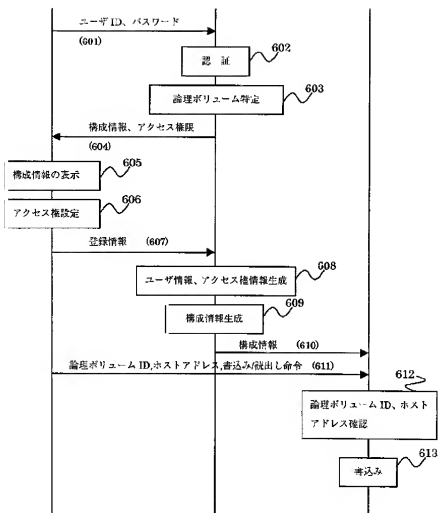 ユーザID、パスワード
(601)
602
認 証
603
論理ボリューム特定
構成情報、アクセス権限
(604)
605
構成情報の表示
606
アクセス権設定
登録情報 (607)
608
ユーザ情報、アクセス権情報生成
609
構成情報生成
構成情報 (610)
論理ボリュームID,ホストアドレス,書込み/読出し命令 (611)
612
論理ボリュームID、ホスト
アドレス確認
613
書込み